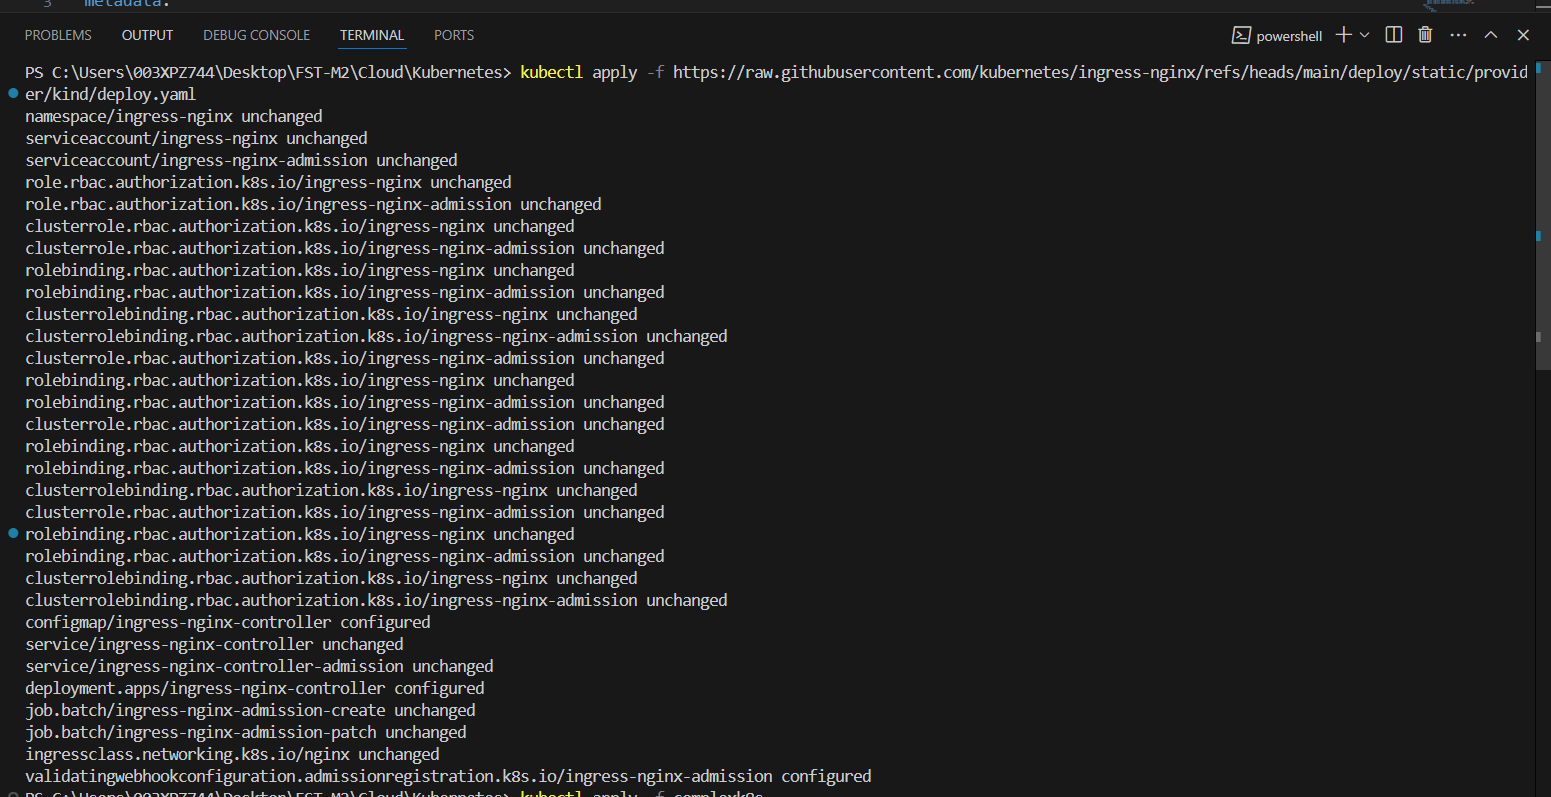 3 metadata:
PROBLEMS OUTPUT DEBUG CONSOLE TERMINAL PORTS powershell
PS C:\Users\003XPZ744\Desktop\FST-M2\Cloud\Kubernetes> kubectl apply -f https://raw.githubusercontent.com/kubernetes/ingress-nginx/refs/heads/main/deploy/static/provid
er/kind/deploy.yaml
namespace/ingress-nginx unchanged
serviceaccount/ingress-nginx unchanged
serviceaccount/ingress-nginx-admission unchanged
role.rbac.authorization.k8s.io/ingress-nginx unchanged
role.rbac.authorization.k8s.io/ingress-nginx-admission unchanged
clusterrole.rbac.authorization.k8s.io/ingress-nginx unchanged
clusterrole.rbac.authorization.k8s.io/ingress-nginx-admission unchanged
rolebinding.rbac.authorization.k8s.io/ingress-nginx unchanged
rolebinding.rbac.authorization.k8s.io/ingress-nginx-admission unchanged
clusterrolebinding.rbac.authorization.k8s.io/ingress-nginx unchanged
clusterrolebinding.rbac.authorization.k8s.io/ingress-nginx-admission unchanged
clusterrole.rbac.authorization.k8s.io/ingress-nginx-admission unchanged
rolebinding.rbac.authorization.k8s.io/ingress-nginx unchanged
rolebinding.rbac.authorization.k8s.io/ingress-nginx-admission unchanged
clusterrole.rbac.authorization.k8s.io/ingress-nginx-admission unchanged
rolebinding.rbac.authorization.k8s.io/ingress-nginx unchanged
rolebinding.rbac.authorization.k8s.io/ingress-nginx-admission unchanged
clusterrolebinding.rbac.authorization.k8s.io/ingress-nginx unchanged
clusterrole.rbac.authorization.k8s.io/ingress-nginx-admission unchanged
rolebinding.rbac.authorization.k8s.io/ingress-nginx unchanged
rolebinding.rbac.authorization.k8s.io/ingress-nginx-admission unchanged
clusterrolebinding.rbac.authorization.k8s.io/ingress-nginx unchanged
clusterrolebinding.rbac.authorization.k8s.io/ingress-nginx-admission unchanged
configmap/ingress-nginx-controller configured
service/ingress-nginx-controller unchanged
service/ingress-nginx-controller-admission unchanged
deployment.apps/ingress-nginx-controller configured
job.batch/ingress-nginx-admission-create unchanged
job.batch/ingress-nginx-admission-patch unchanged
ingressclass.networking.k8s.io/nginx unchanged
validatingwebhookconfiguration.admissionregistration.k8s.io/ingress-nginx-admission configured
PS C:\Users\003XPZ744\Desktop\FST-M2\Cloud\Kubernetes> kubectl apply -f complexk8s